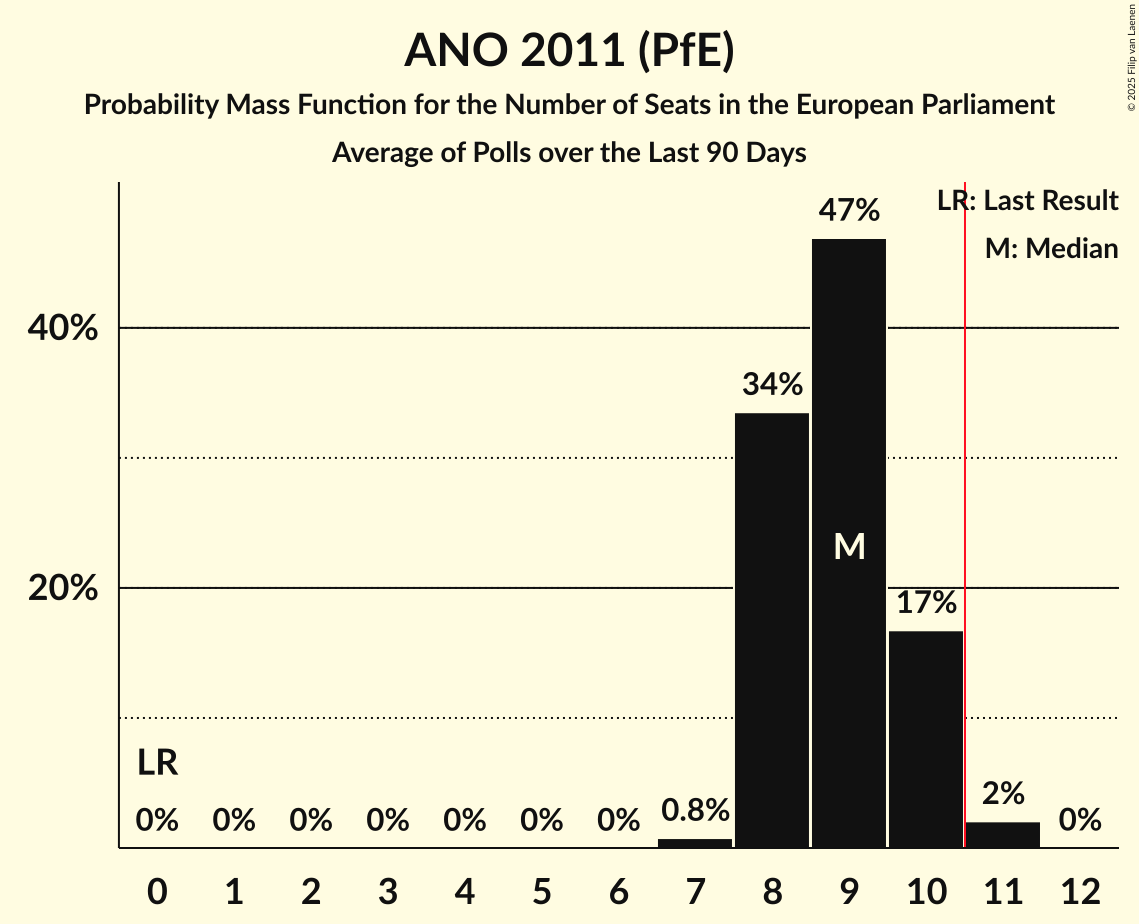 ANO 2011 (PfE)
Probability Mass Function for the Number of Seats in the European Parliament
Average of Polls over the Last 90 Days
© 2025 Filip van Laenen
LR: Last Result
M: Median
47%
40%
34%
M
20%
17%
LR
0% 0% 0% 0% 0% 0% 0% 0.8% 2% 0%
0 1 2 3 4 5 6 7 8 9 10 11 12